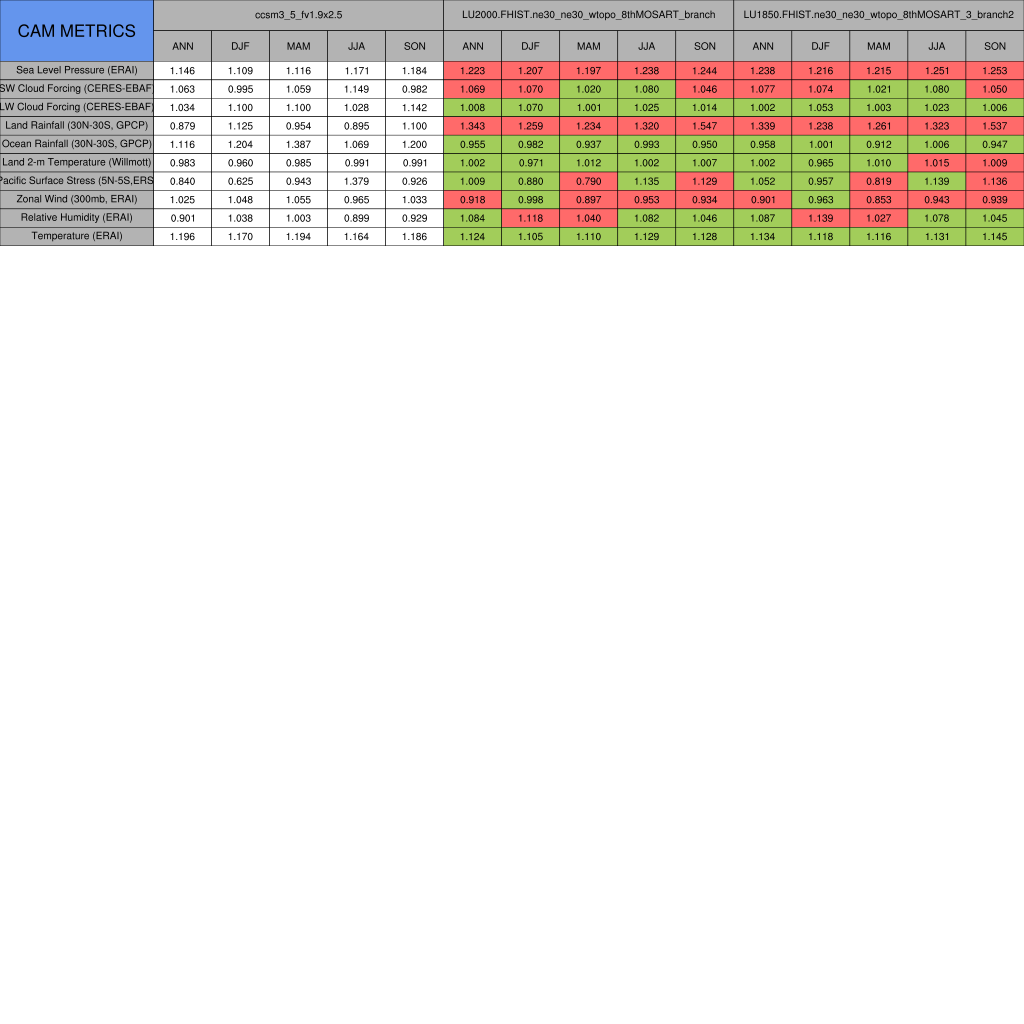 CAM METRICS
ccsm3_5_fv1.9x2.5 LU2000.FHIST.ne30_ne30_wtopo_8thMOSART_branch LU1850.FHIST.ne30_ne30_wtopo_8thMOSART_3_branch2
ANN DJF MAM JJA SON ANN DJF MAM JJA SON ANN DJF MAM JJA SON
Sea Level Pressure (ERAI) 1.146 1.109 1.116 1.171 1.184 1.223 1.207 1.197 1.238 1.244 1.238 1.216 1.215 1.251 1.253
SW Cloud Forcing (CERES-EBAF) 1.063 0.995 1.059 1.149 0.982 1.069 1.070 1.020 1.080 1.046 1.077 1.074 1.021 1.080 1.050
LW Cloud Forcing (CERES-EBAF) 1.034 1.100 1.100 1.028 1.142 1.008 1.070 1.001 1.025 1.014 1.002 1.053 1.003 1.023 1.006
Land Rainfall (30N-30S, GPCP) 0.879 1.125 0.954 0.895 1.100 1.343 1.259 1.234 1.320 1.547 1.339 1.238 1.261 1.323 1.537
Ocean Rainfall (30N-30S, GPCP) 1.116 1.204 1.387 1.069 1.200 0.955 0.982 0.937 0.993 0.950 0.958 1.001 0.912 1.006 0.947
Land 2-m Temperature (Willmott) 0.983 0.960 0.985 0.991 0.991 1.002 0.971 1.012 1.002 1.007 1.002 0.965 1.010 1.015 1.009
Pacific Surface Stress (5N-5S,ERS 0.840 0.625 0.943 1.379 0.926 1.009 0.880 0.790 1.135 1.129 1.052 0.957 0.819 1.139 1.136
Zonal Wind (300mb, ERAI) 1.025 1.048 1.055 0.965 1.033 0.918 0.998 0.897 0.953 0.934 0.901 0.963 0.853 0.943 0.939
Relative Humidity (ERAI) 0.901 1.038 1.003 0.899 0.929 1.084 1.118 1.040 1.082 1.046 1.087 1.139 1.027 1.078 1.045
Temperature (ERAI) 1.196 1.170 1.194 1.164 1.186 1.124 1.105 1.110 1.129 1.128 1.134 1.118 1.116 1.131 1.145